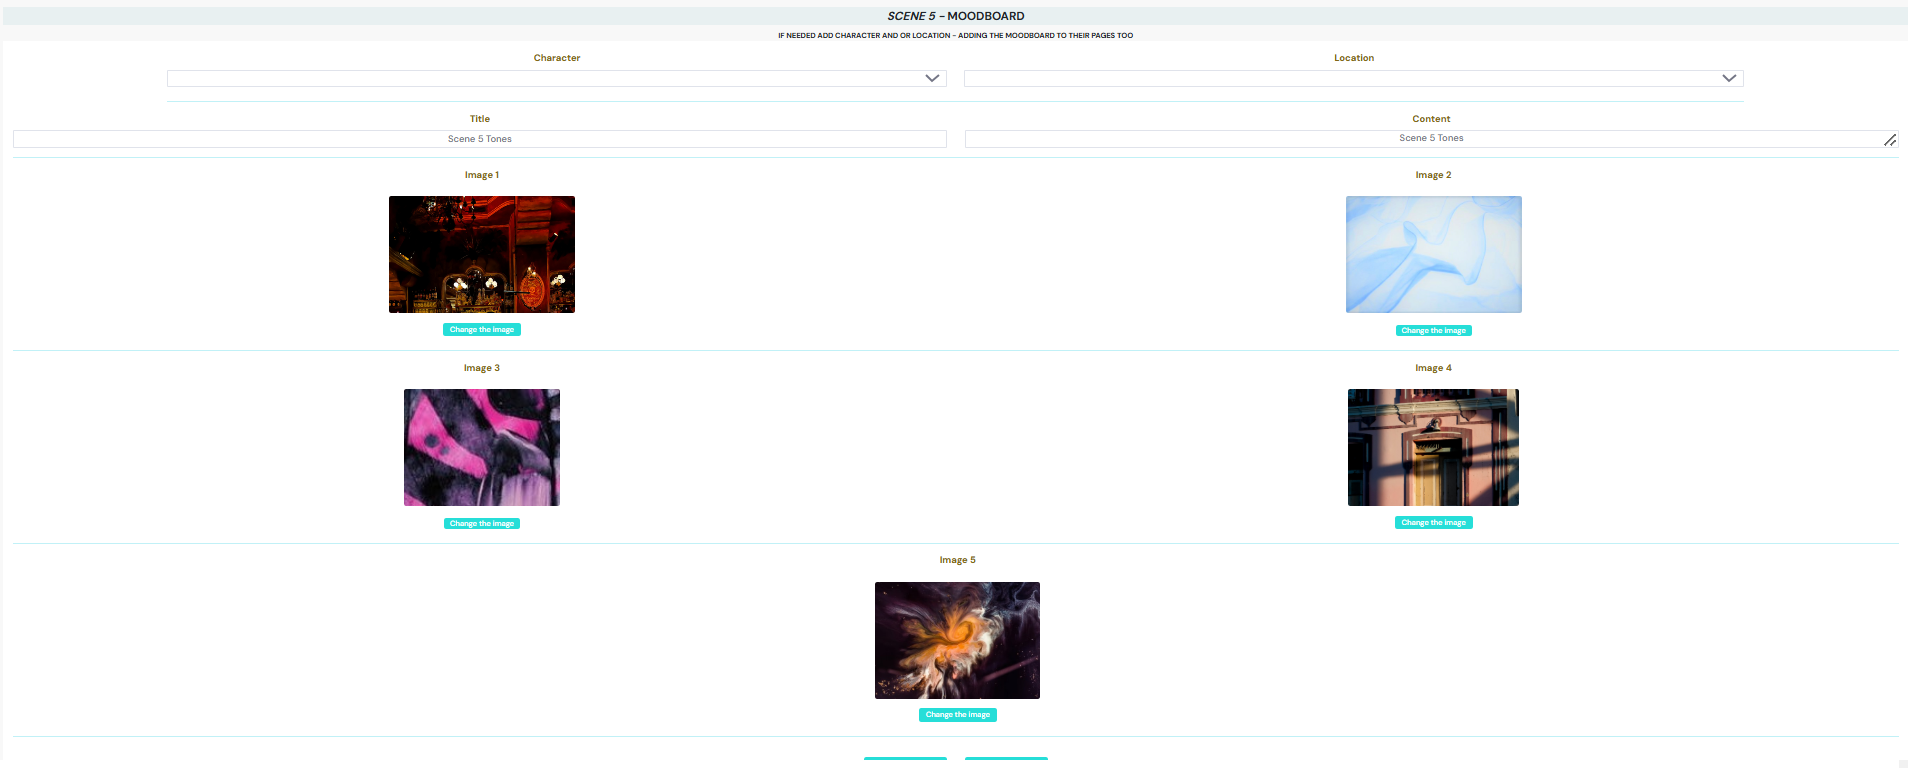 SCENE 5 - MOODBOARD
IF NEEDED ADD CHARACTER AND OR LOCATION - ADDING THE MOODBOARD TO THEIR PAGES TOO
Character Location
Title Content
Scene 5 Tones Scene 5 Tones
Image 1 Image 2
Change the image Change the image
Image 3 Image 4
Change the image Change the image
Image 5
Change the image